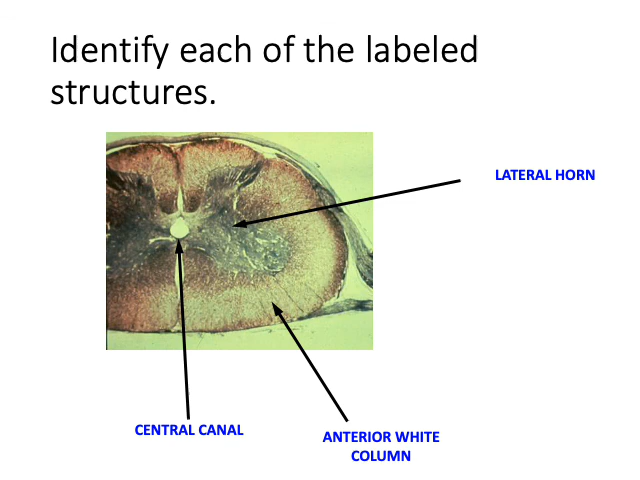 Identify each of the labeled
structures.
LATERAL HORN
CENTRAL CANAL
ANTERIOR WHITE
COLUMN